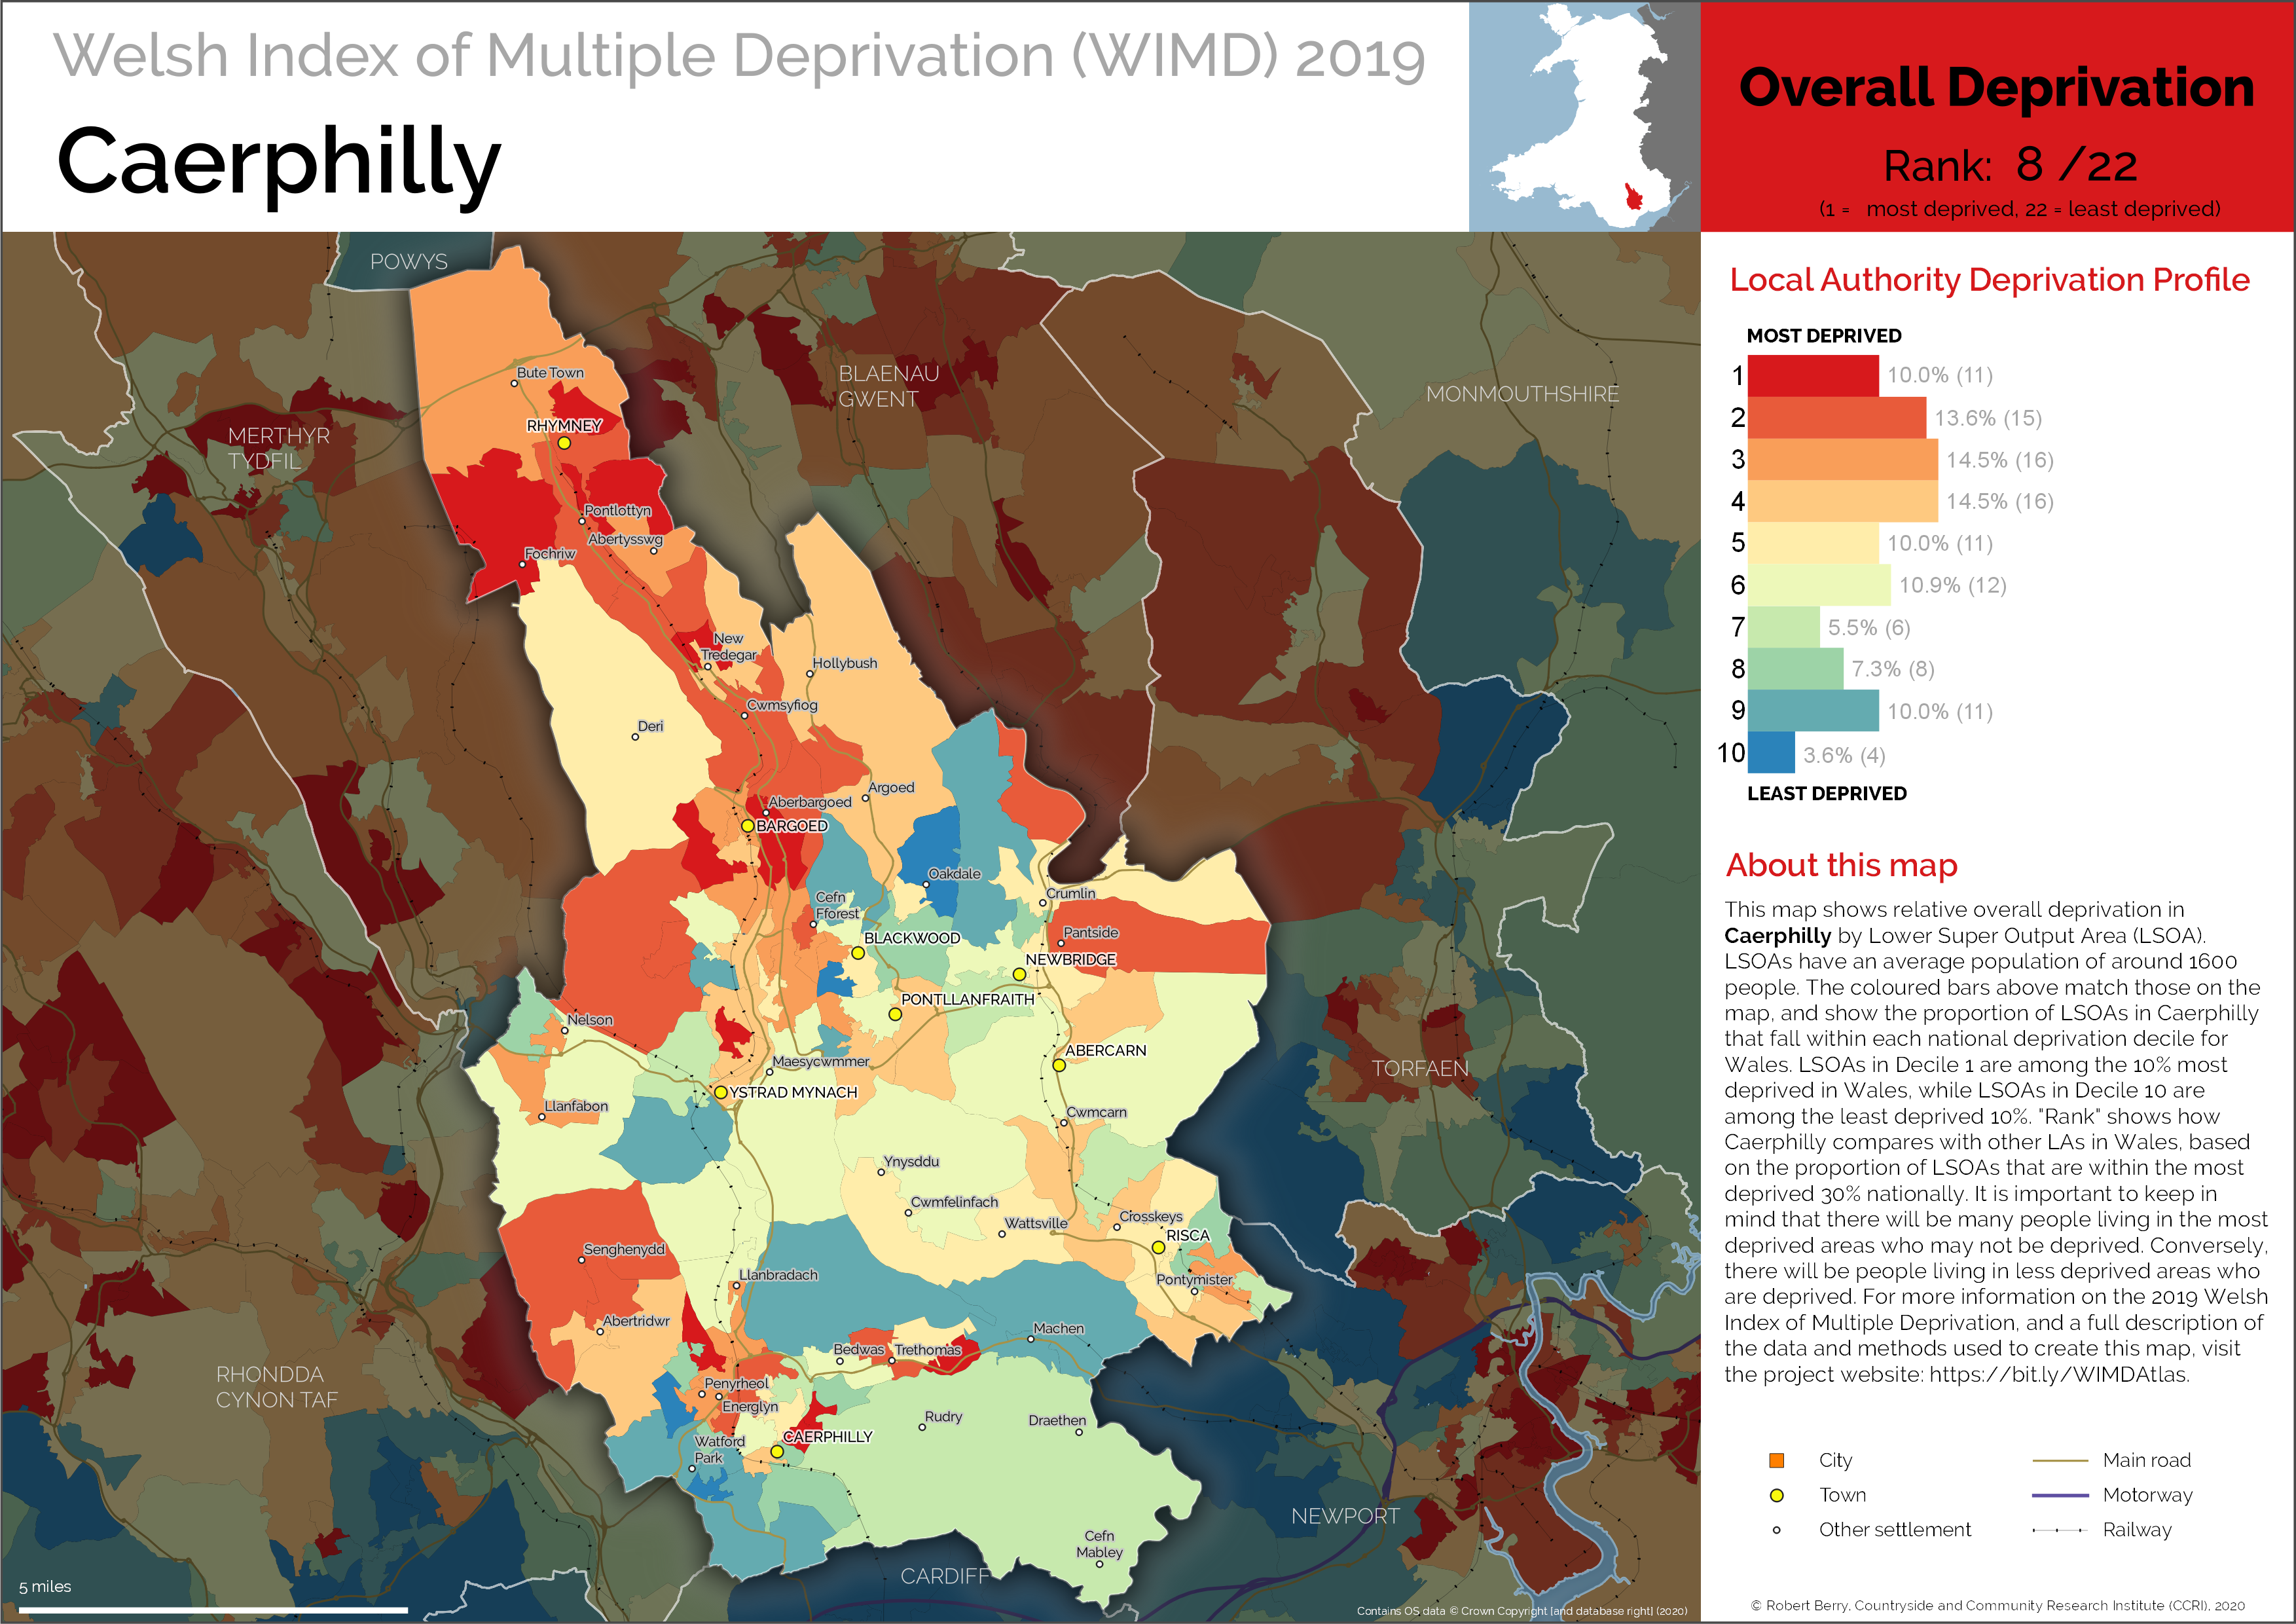 Welsh Index of Multiple Deprivation (WIMD) 2019
Caerphilly
Overall Deprivation
Rank: 8 /22
(1 = most deprived, 22 = least deprived)
Local Authority Deprivation Profile
MOST DEPRIVED
1 10.0% (11)
2 13.6% (15)
3 14.5% (16)
4 14.5% (16)
5 10.0% (11)
6 10.9% (12)
7 5.5% (6)
8 7.3% (8)
9 10.0% (11)
10 3.6% (4)
LEAST DEPRIVED
About this map
This map shows relative overall deprivation in
Caerphilly by Lower Super Output Area (LSOA).
LSOAs have an average population of around 1600
people. The coloured bars above match those on the
map, and show the proportion of LSOAs in Caerphilly
that fall within each national deprivation decile for
Wales. LSOAs in Decile 1 are among the 10% most
deprived in Wales, while LSOAs in Decile 10 are
among the least deprived 10%. "Rank" shows how
Caerphilly compares with other LAs in Wales, based
on the proportion of LSOAs that are within the most
deprived 30% nationally. It is important to keep in
mind that there will be many people living in the most
deprived areas who may not be deprived. Conversely,
there will be people living in less deprived areas who
are deprived. For more information on the 2019 Welsh
Index of Multiple Deprivation, and a full description of
the data and methods used to create this map, visit
the project website: https://bit.ly/WIMDAtlas.
City
Town
Other settlement
Main road
Motorway
Railway
© Robert Berry, Countryside and Community Research Institute (CCRI), 2020
POWYS
BLAENAU
GWENT
MONMOUTHSHIRE
MERTHYR
TYDFIL
Bute Town
RHYMNEY
Pontlottyn
Abertysswg
Fochriw
New
Tredegar
Hollybush
Cwmsyfiog
Deri
Argoed
Aberbargoed
BARGOED
Oakdale
Cefn
Fforest
Crumlin
Pantside
BLACKWOOD
NEWBRIDGE
PONTLLANFRAITH
Nelson
ABERCARN
Maesycwmmer
YSTRAD MYNACH
TORFAEN
Llanfabon
Cwmcarn
Ynysddu
Cwmfelinfach
Wattsville
Crosskeys
RISCA
Senghenydd
Llanbradach
Pontymister
Abertridwr
Machen
Bedwas
Trethomas
RHONDDA
CYNON TAF
Penyrheol
Energlyn
Rudry
Draethen
CAERPHILLY
Watford
Park
NEWPORT
Cefn
Mabley
CARDIFF
5 miles
Contains OS data © Crown Copyright [and database right] (2020)